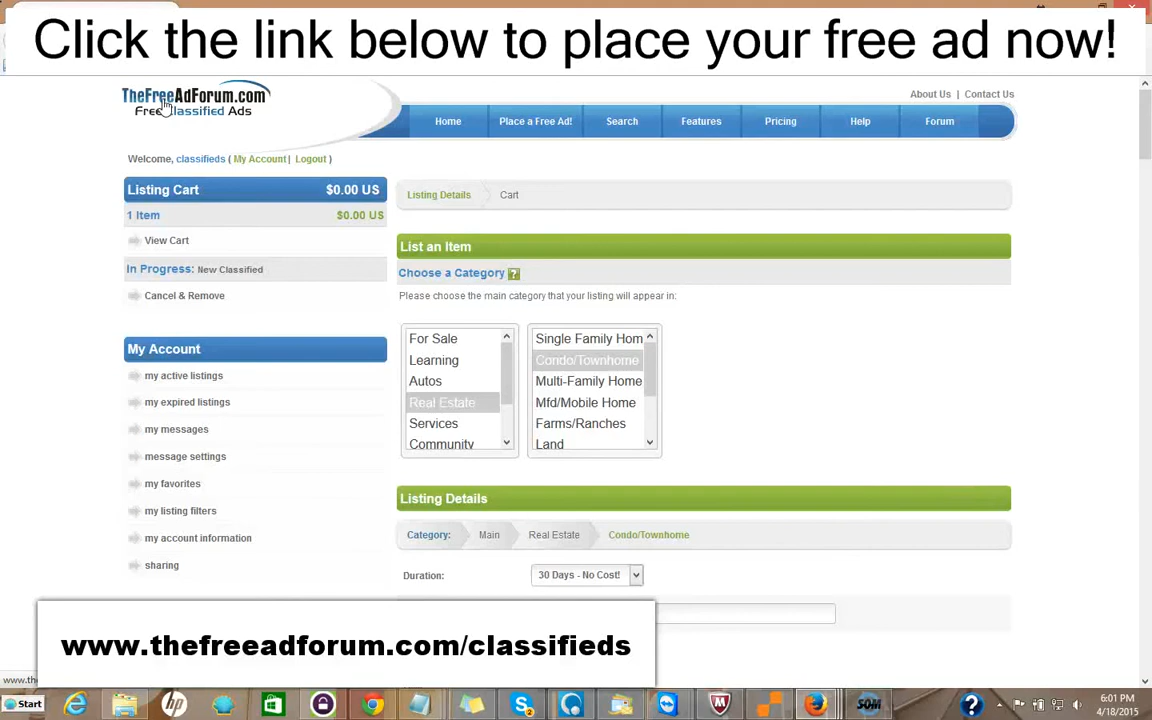 Click the link below to place your free ad now!
TheFreeAdForum.com
Free Classified Ads
About Us | Contact Us
Home
Place a Free Ad!
Search
Features
Pricing
Help
Forum
Welcome, classifieds ( My Account | Logout )
Listing Cart $0.00 US
1 Item $0.00 US
View Cart
In Progress: New Classified
Cancel & Remove
My Account
my active listings
my expired listings
my messages
message settings
my favorites
my listing filters
my account information
sharing
Listing Details
Cart
List an Item
Choose a Category ?
Please choose the main category that your listing will appear in:
For Sale
Learning
Autos
Real Estate
Services
Community
Single Family Hom
Condo/Townhome
Multi-Family Home
Mfd/Mobile Home
Farms/Ranches
Land
Listing Details
Category: Main Real Estate Condo/Townhome
Duration: 30 Days - No Cost!
www.thefreeadforum.com/classifieds
www.the
Start
6:01 PM
4/18/2015